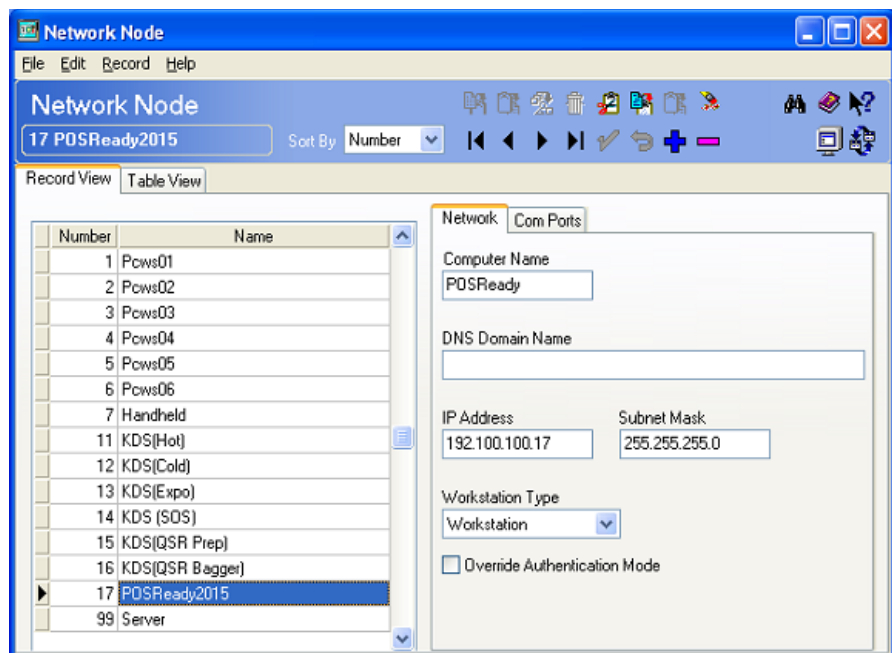 Network Node
File Edit Record Help
Network Node
17 POSReady2015
Sort By Number
Record View Table View
Number Name
1 Pcws01
2 Pcws02
3 Pcws03
4 Pcws04
5 Pcws05
6 Pcws06
7 Handheld
11 KDS(Hot)
12 KDS(Cold)
13 KDS(Expo)
14 KDS (SOS)
15 KDS(QSR Prep)
16 KDS(QSR Bagger)
17 POSReady2015
99 Server
Network Com Ports
Computer Name
POSReady
DNS Domain Name
IP Address Subnet Mask
192.100.100.17 255.255.255.0
Workstation Type
Workstation
Override Authentication Mode